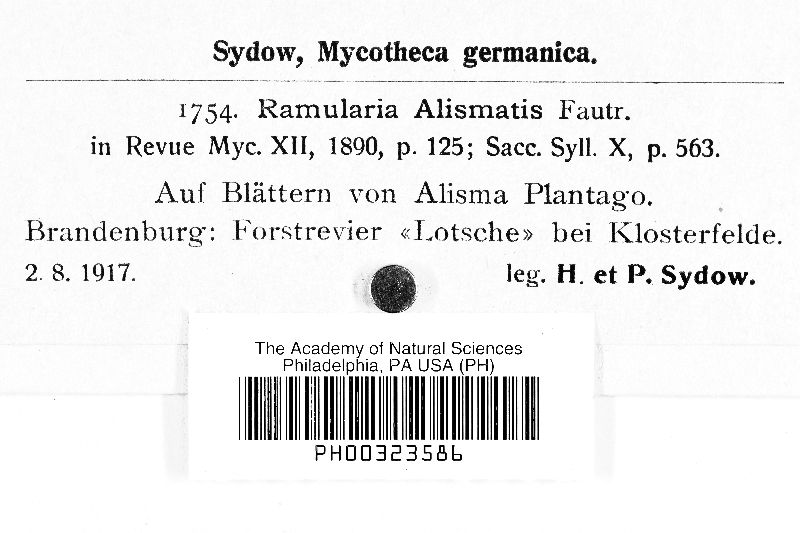 Sydow, Mycotheca germanica.
1754. Ramularia Alismatis Fautr.
in Revue Myc. XII, 1890, p. 125; Sacc. Syll. X, p. 563.
Auf Blättern von Alisma Plantago.
Brandenburg: Forstrevier «Lotsche» bei Klosterfelde.
2. 8. 1917. leg. H. et P. Sydow.
The Academy of Natural Sciences
Philadelphia, PA USA (PH)
PH00323586